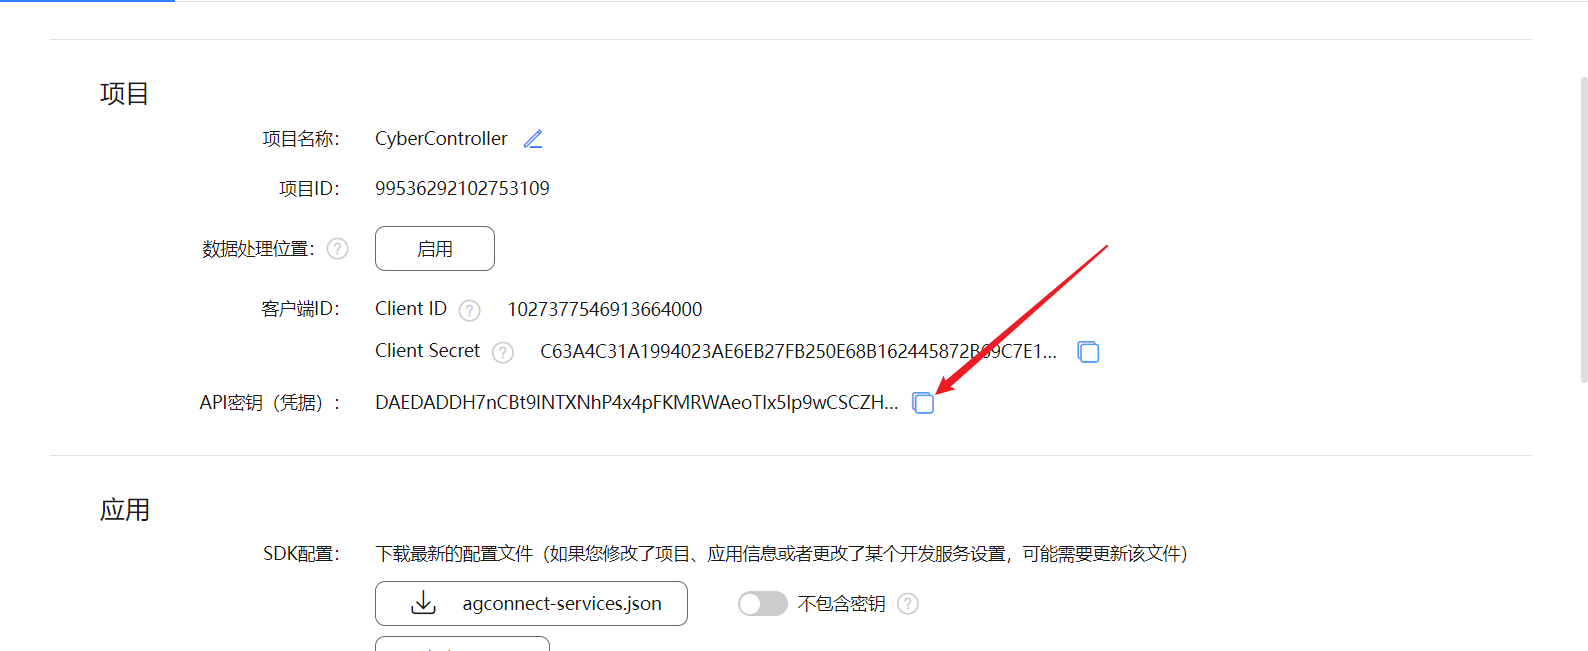 项目
项目名称： CyberController
项目ID： 99536292102753109
数据处理位置： ? 启用
客户端ID： Client ID ? 1027377546913664000
Client Secret ? C63A4C31A1994023AE6EB27FB250E68B162445872B69C7E1...
API密钥（凭据）： DAEDADDH7nCBt9INTXNhP4x4pFKMRWAeoTIx5Ip9wCSCZH...
应用
SDK配置： 下载最新的配置文件（如果您修改了项目、应用信息或者更改了某个开发服务设置，可能需要更新该文件）
agconnect-services.json 不包含密钥 ?